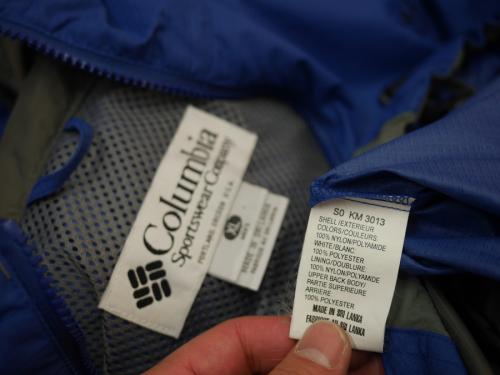 Columbia
Sportswear Company
PORTLAND, OREGON U.S.A.
XL
MADE IN SRI LANKA
SO KM 3013
SHELL/EXTERIEUR
COLORS/COULEURS:
100% NYLON/POLYAMIDE
WHITE/BLANC:
100% POLYESTER
LINING/DOUBLURE:
100% NYLON/POLYAMIDE
UPPER BACK BODY/
PARTIE SUPERIEURE
ARRIERE:
100% POLYESTER
MADE IN SRI LANKA
FABRIQUE AU SRI LANKA